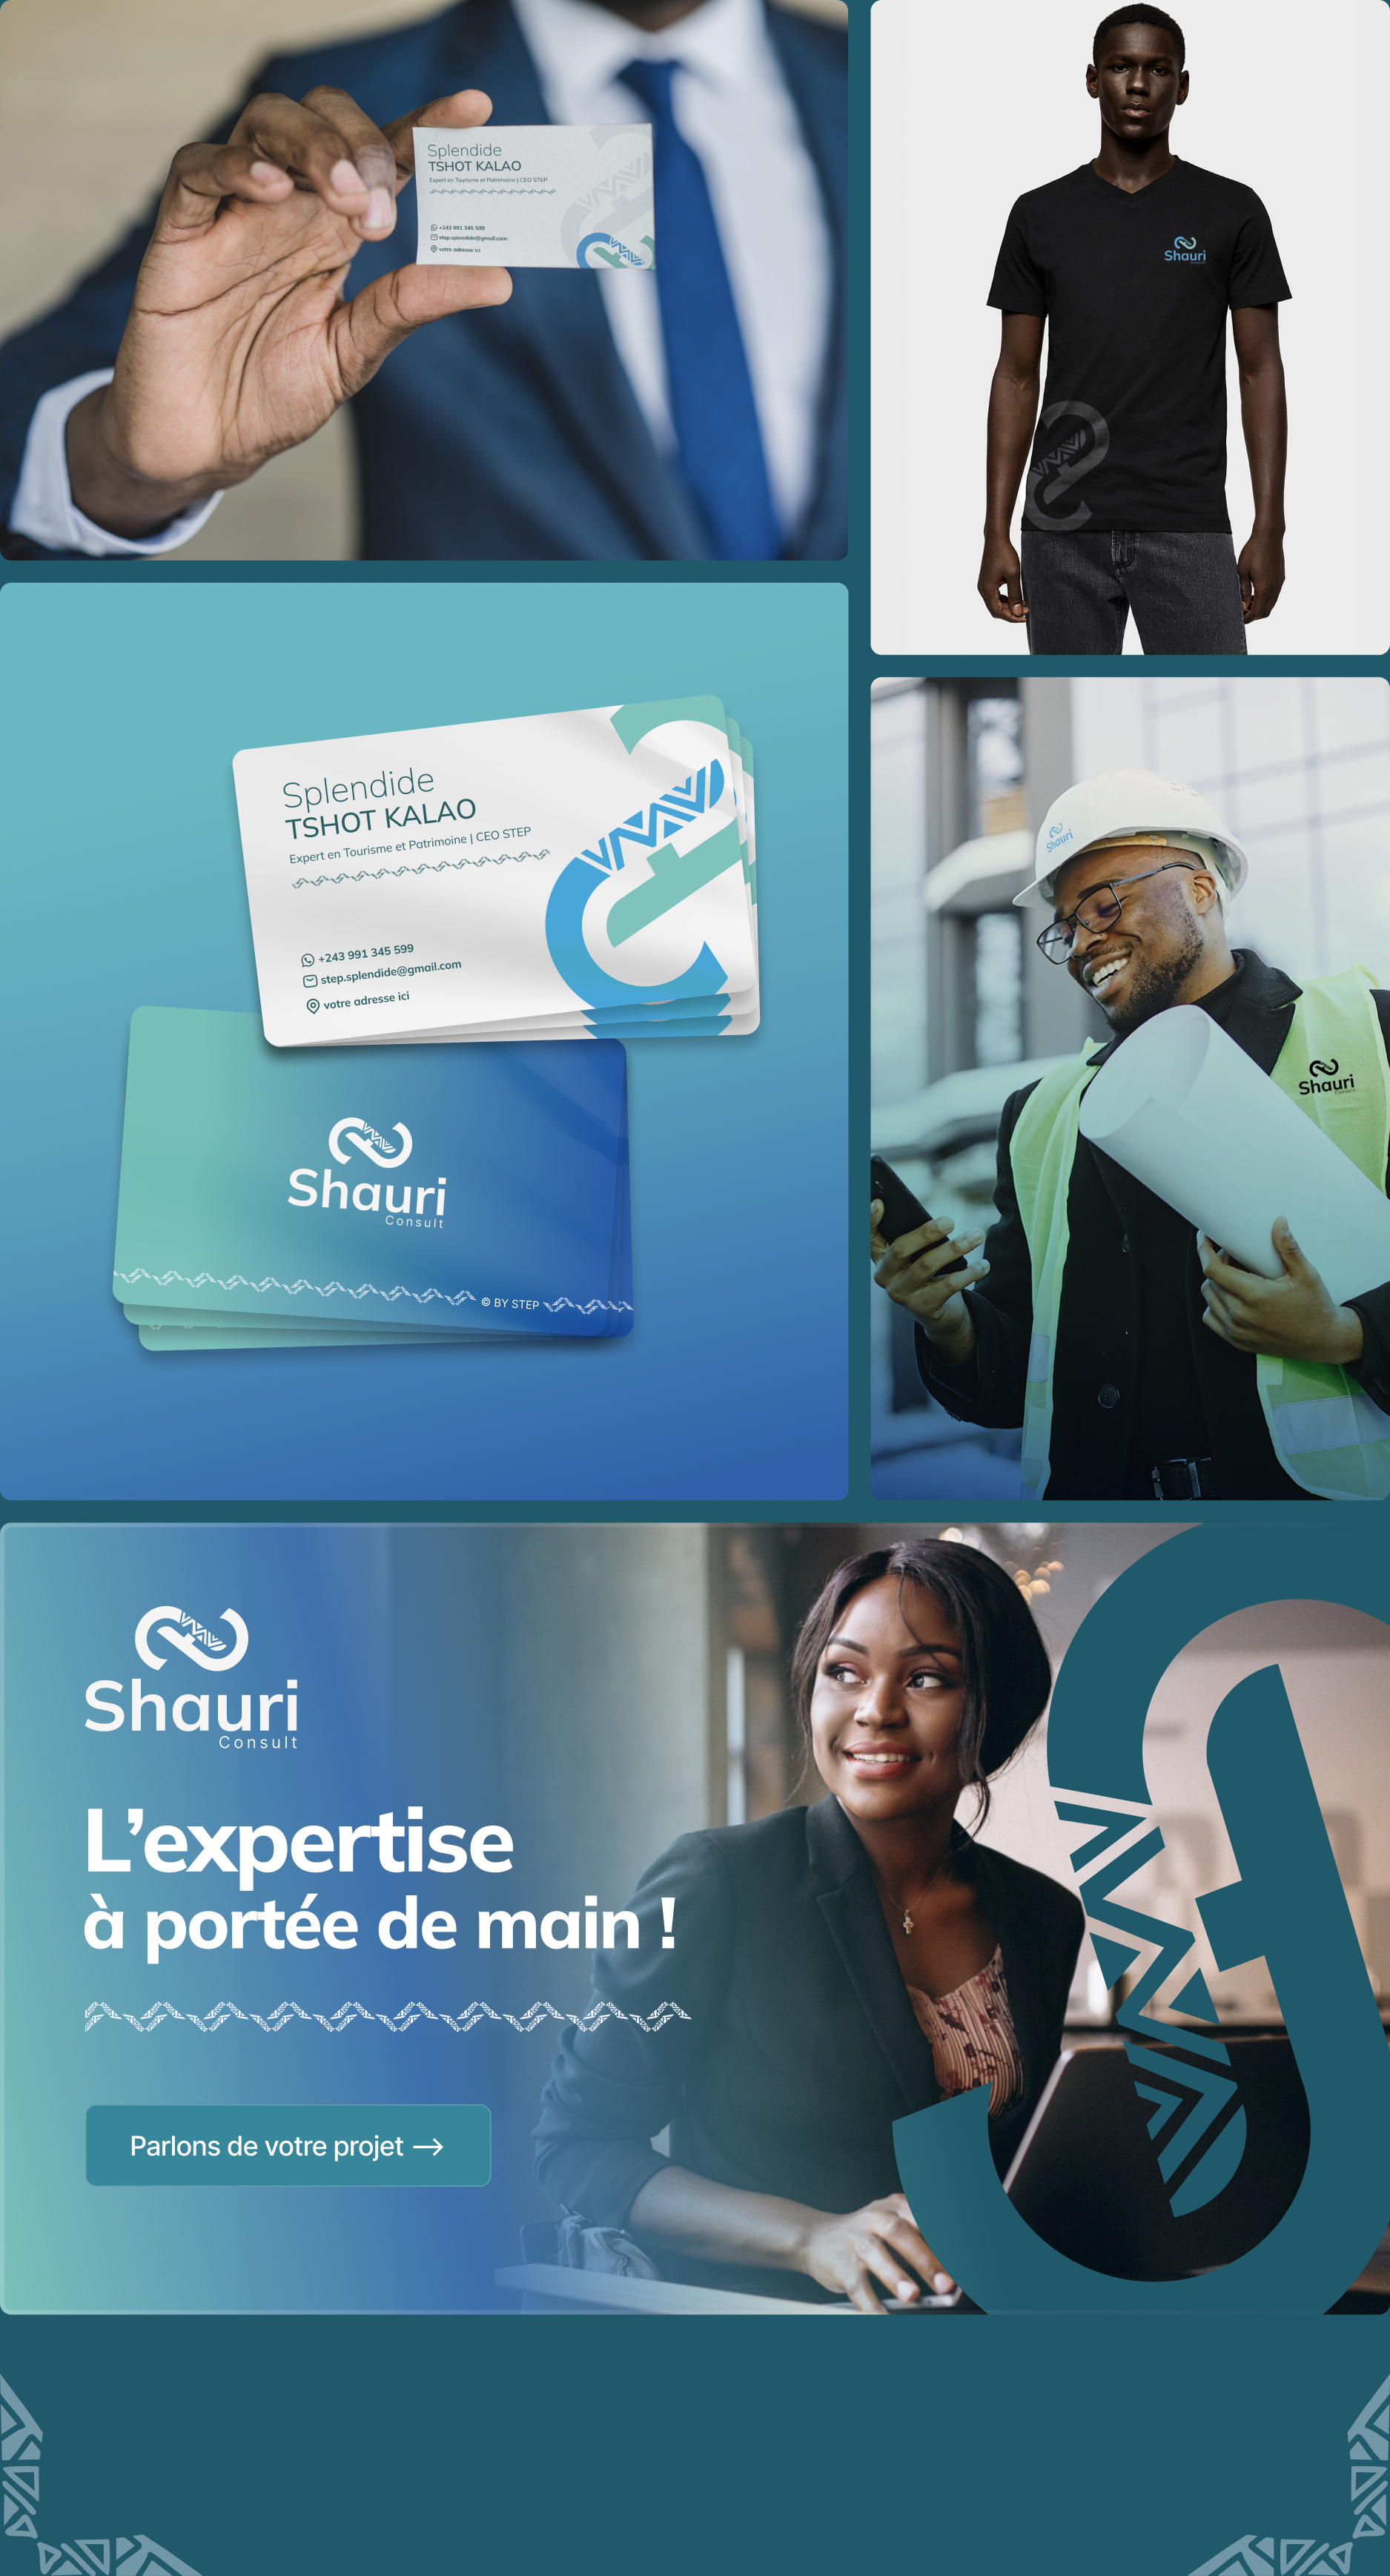 Splendide
TSHOT KALAO
Expert en Tourisme et Patrimoine | CEO STEP
+243 991 345 599
step.splendide@gmail.com
votre adresse ici
Shauri
Consult
Splendide
TSHOT KALAO
Expert en Tourisme et Patrimoine | CEO STEP
+243 991 345 599
step.splendide@gmail.com
votre adresse ici
Shauri
Consult
© BY STEP
Shauri
Shauri
Consult
Shauri
Consult
L’expertise
à portée de main !
Parlons de votre projet →